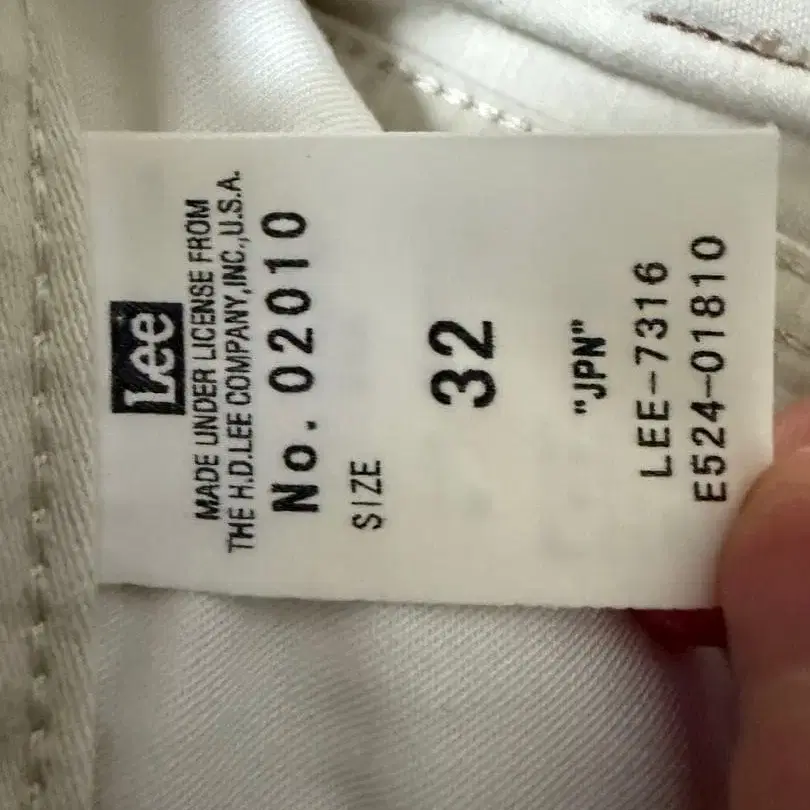 Lee
MADE UNDER LICENSE FROM
THE H.D.LEE COMPANY,INC.,U.S.A.
No. 02010
SIZE
32
"JPN"
LEE-7316
E524-01810